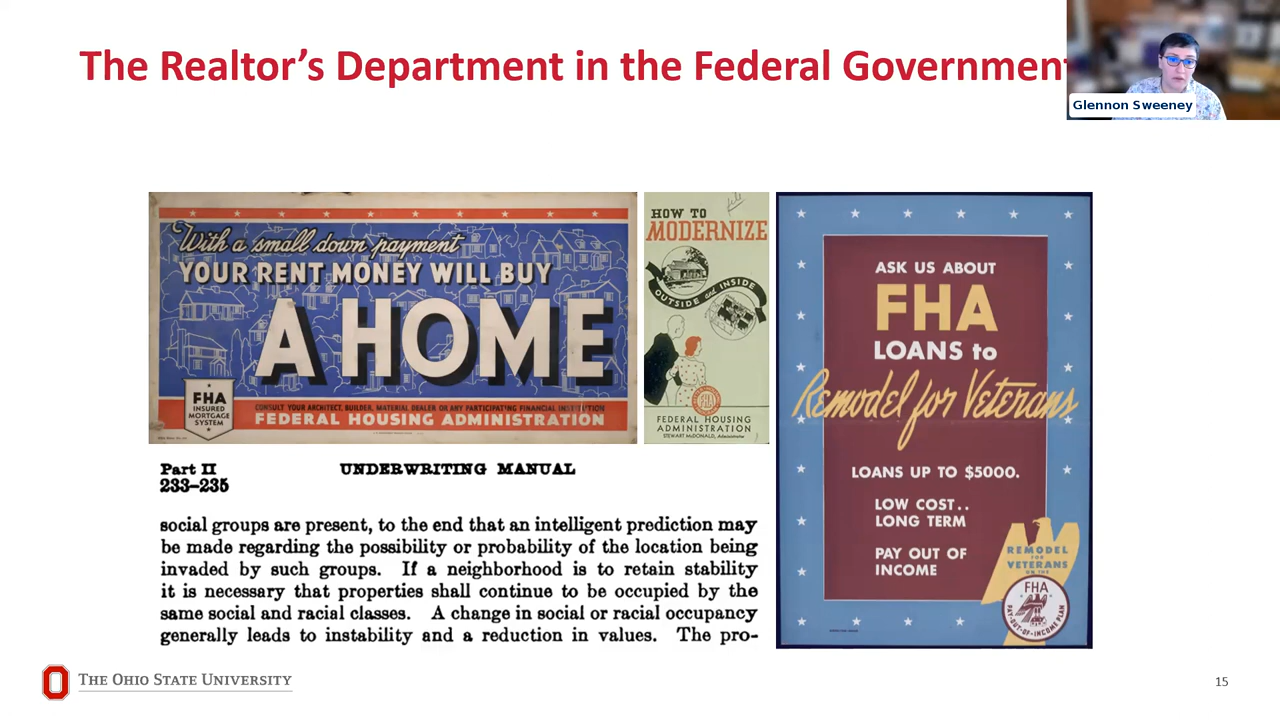 The Realtor's Department in the Federal Government
Glennon Sweeney
With a small down payment
YOUR RENT MONEY WILL BUY
A HOME
FHA
INSURED
MORTGAGE
SYSTEM
CONSULT YOUR ARCHITECT, BUILDER, MATERIAL DEALER OR ANY PARTICIPATING FINANCIAL INSTITUTION
FEDERAL HOUSING ADMINISTRATION
HOW TO
MODERNIZE
OUTSIDE and INSIDE
FEDERAL HOUSING
ADMINISTRATION
STEWART McDONALD, Administrator
ASK US ABOUT
FHA
LOANS to
Remodel for Veterans
LOANS UP TO $5000.
LOW COST..
LONG TERM
PAY OUT OF
INCOME
REMODEL
FOR
VETERANS
ON THE
FHA
PAY-OUT-OF-INCOME PLAN
Part II
UNDERWRITING MANUAL
233–235
social groups are present, to the end that an intelligent prediction may
be made regarding the possibility or probability of the location being
invaded by such groups. If a neighborhood is to retain stability
it is necessary that properties shall continue to be occupied by the
same social and racial classes. A change in social or racial occupancy
generally leads to instability and a reduction in values. The pro-
THE OHIO STATE UNIVERSITY
15